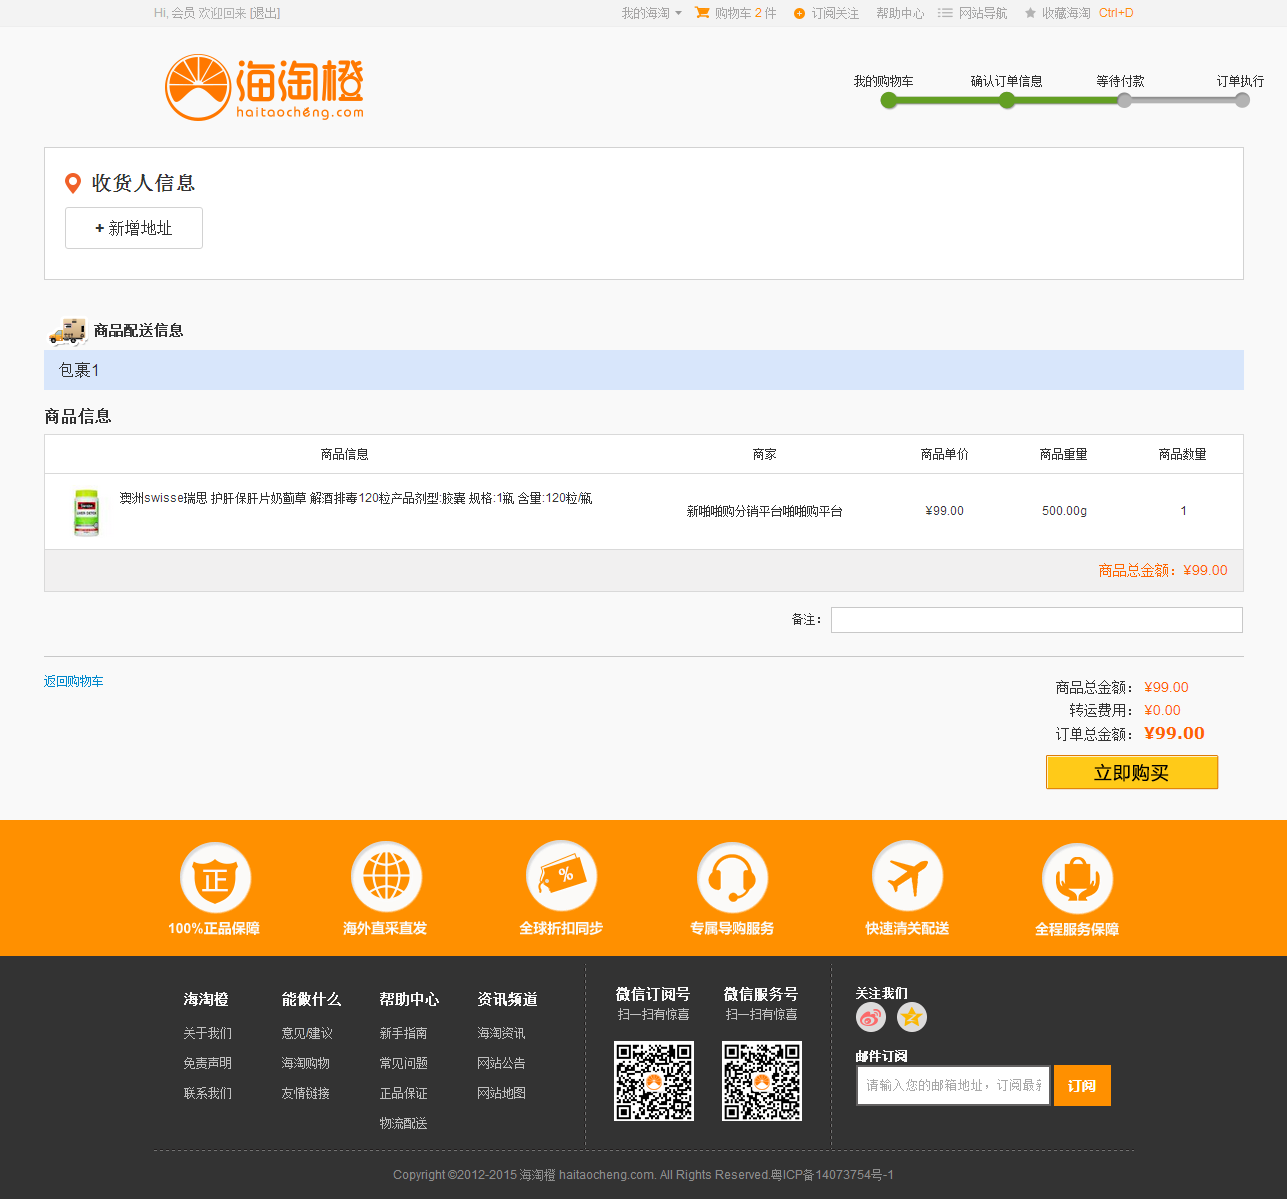 Hi, 会员 欢迎回来 [退出]
我的海淘 购物车 2 件 订阅关注 帮助中心 网站导航 收藏海淘 Ctrl+D
海淘橙
haitaocheng.com
我的购物车 确认订单信息 等待付款 订单执行
收货人信息
+ 新增地址
商品配送信息
包裹1
商品信息
商品信息 商家 商品单价 商品重量 商品数量
澳洲swisse瑞思 护肝保肝片奶蓟草 解酒排毒120粒产品剂型:胶囊 规格:1瓶 含量:120粒/瓶
新啪啪购分销平台啪啪购平台 ¥99.00 500.00g 1
商品总金额：¥99.00
备注：
返回购物车
商品总金额： ¥99.00
转运费用： ¥0.00
订单总金额： ¥99.00
立即购买
正
%
100%正品保障 海外直采直发 全球折扣同步 专属导购服务 快速清关配送 全程服务保障
海淘橙 能做什么 帮助中心 资讯频道
关于我们 意见/建议 新手指南 海淘资讯
免责声明 海淘购物 常见问题 网站公告
联系我们 友情链接 正品保证 网站地图
物流配送
微信订阅号 微信服务号
扫一扫有惊喜 扫一扫有惊喜
关注我们
邮件订阅
请输入您的邮箱地址，订阅最新
订阅
Copyright ©2012-2015 海淘橙 haitaocheng.com. All Rights Reserved.粤ICP备14073754号-1